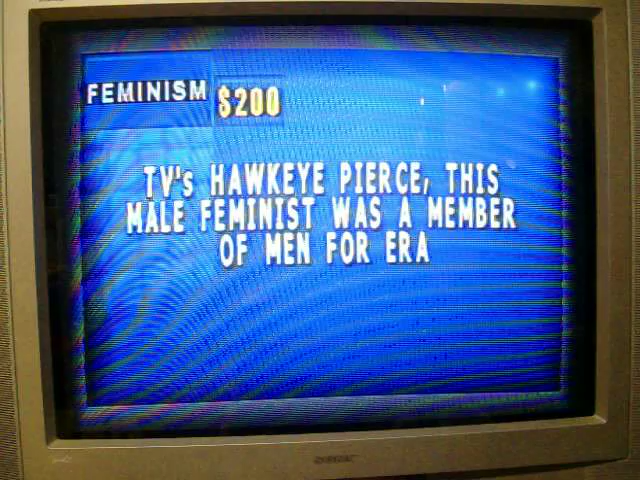 FEMINISM
$200
TV's HAWKEYE PIERCE, THIS
MALE FEMINIST WAS A MEMBER
OF MEN FOR ERA